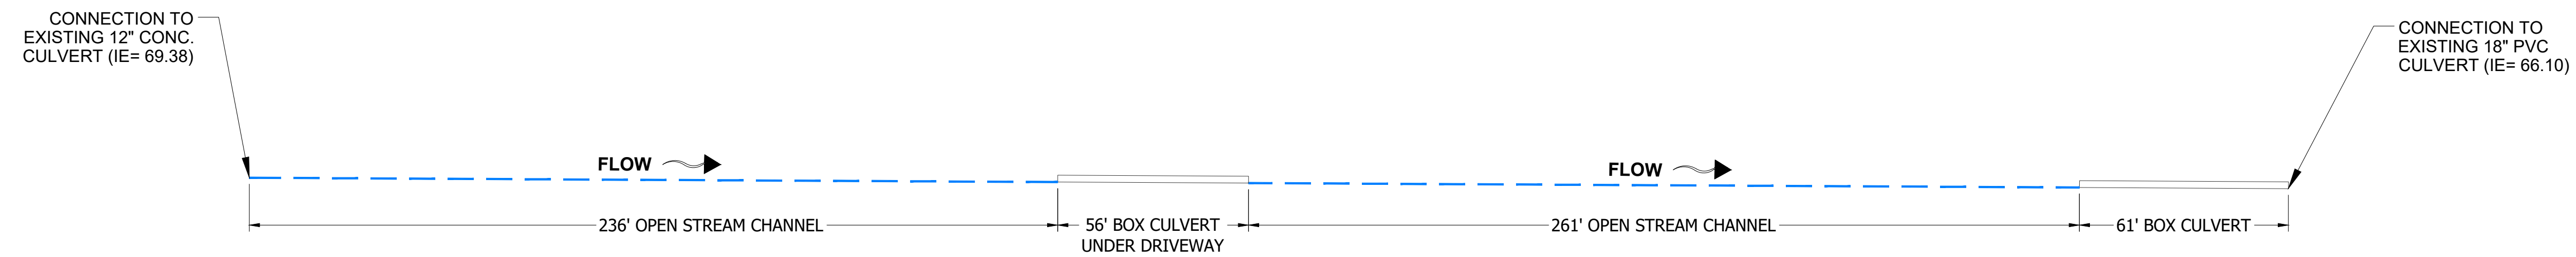 CONNECTION TO
EXISTING 12" CONC.
CULVERT (IE= 69.38)
CONNECTION TO
EXISTING 18" PVC
CULVERT (IE= 66.10)
FLOW
FLOW
236' OPEN STREAM CHANNEL
56' BOX CULVERT
UNDER DRIVEWAY
261' OPEN STREAM CHANNEL
61' BOX CULVERT